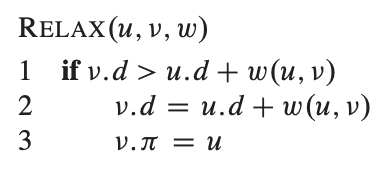 RELAX(u, v, w)
1 if v.d > u.d + w(u, v)
2 v.d = u.d + w(u, v)
3 v.π = u